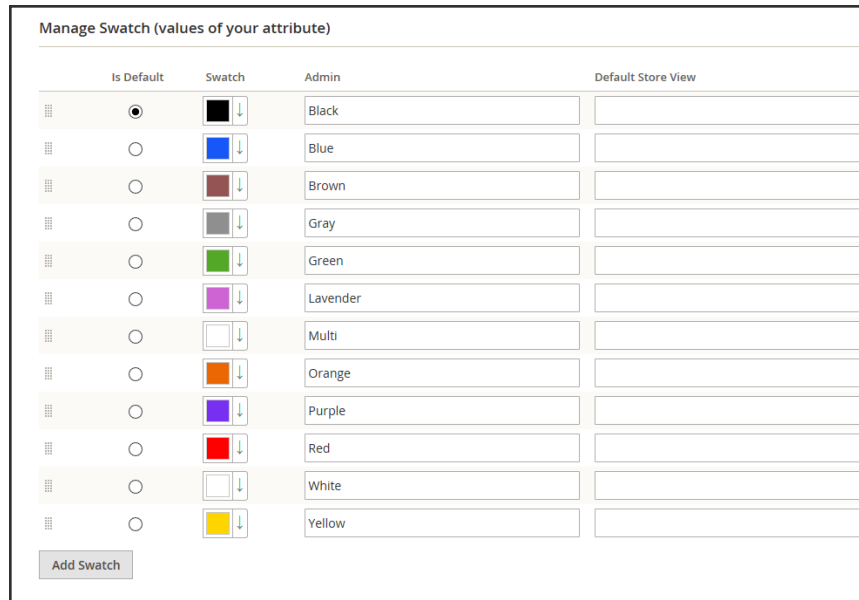 Manage Swatch (values of your attribute)
Is Default Swatch Admin Default Store View
Black
Blue
Brown
Gray
Green
Lavender
Multi
Orange
Purple
Red
White
Yellow
Add Swatch